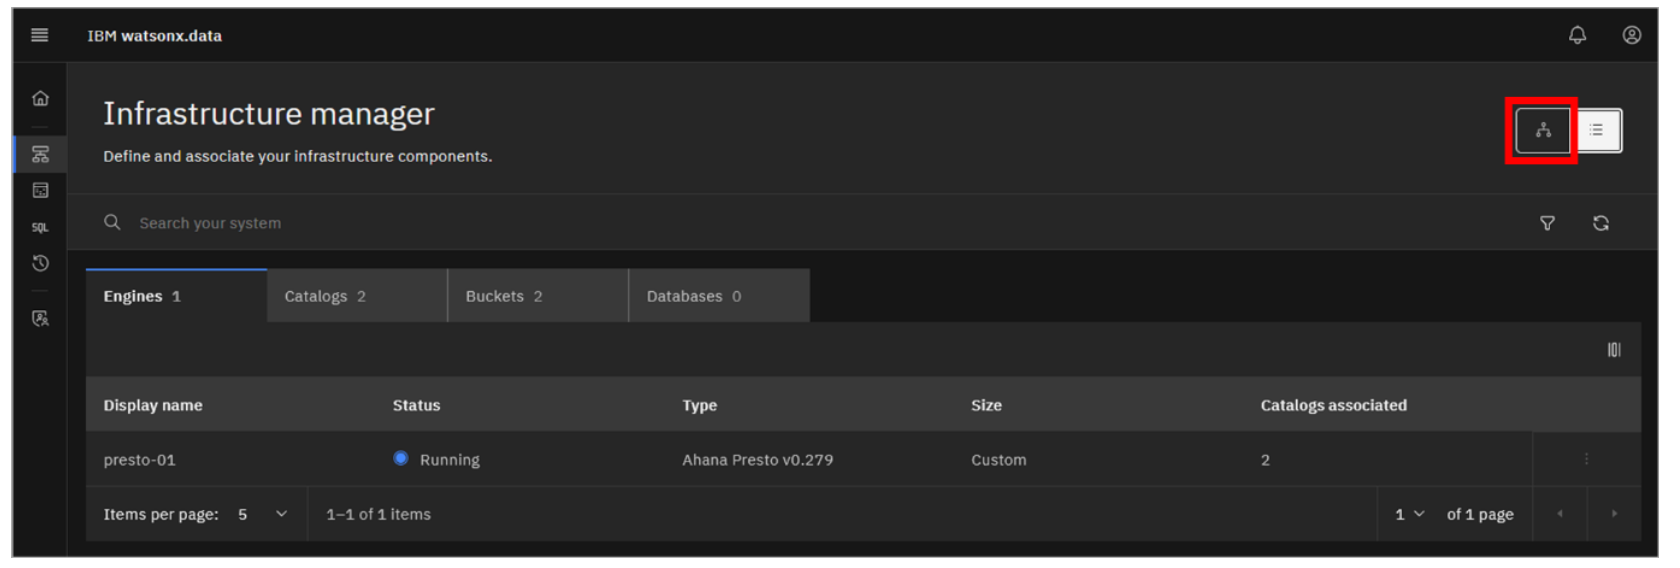 IBM watsonx.data
Infrastructure manager
Define and associate your infrastructure components.
Search your system
SQL
Engines 1 Catalogs 2 Buckets 2 Databases 0
Display name Status Type Size Catalogs associated
presto-01 Running Ahana Presto v0.279 Custom 2
Items per page: 5 1–1 of 1 items 1 of 1 page